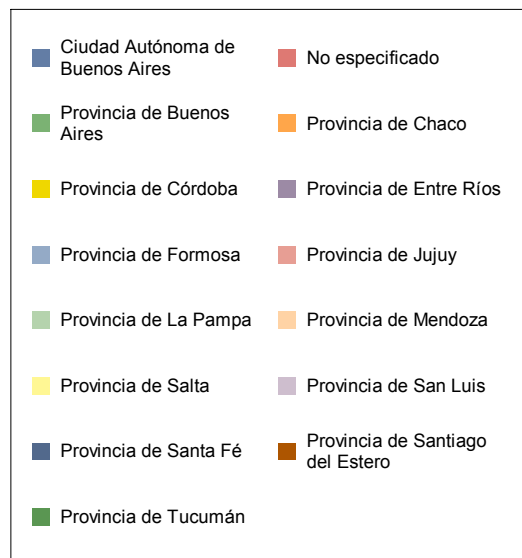 Ciudad Autónoma de
Buenos Aires
No especificado
Provincia de Buenos
Aires
Provincia de Chaco
Provincia de Córdoba
Provincia de Entre Ríos
Provincia de Formosa
Provincia de Jujuy
Provincia de La Pampa
Provincia de Mendoza
Provincia de Salta
Provincia de San Luis
Provincia de Santa Fé
Provincia de Santiago
del Estero
Provincia de Tucumán